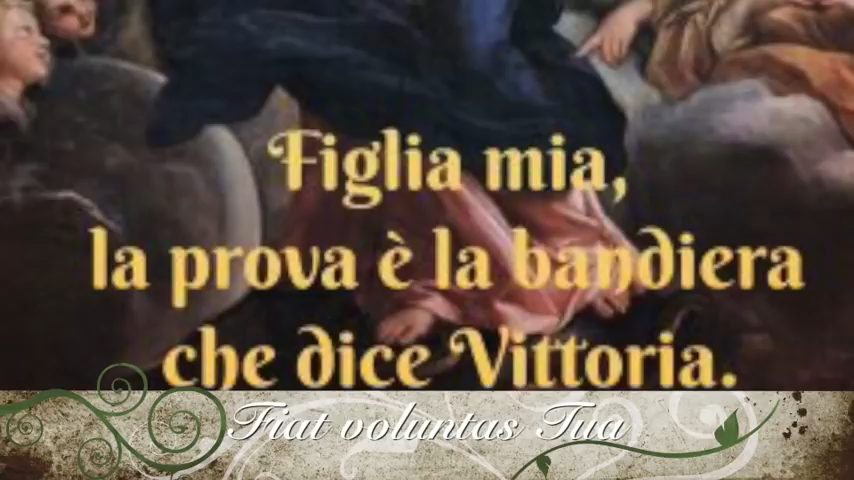 Figlia mia,
la prova è la bandiera
che dice Vittoria.
Fiat voluntas Tua